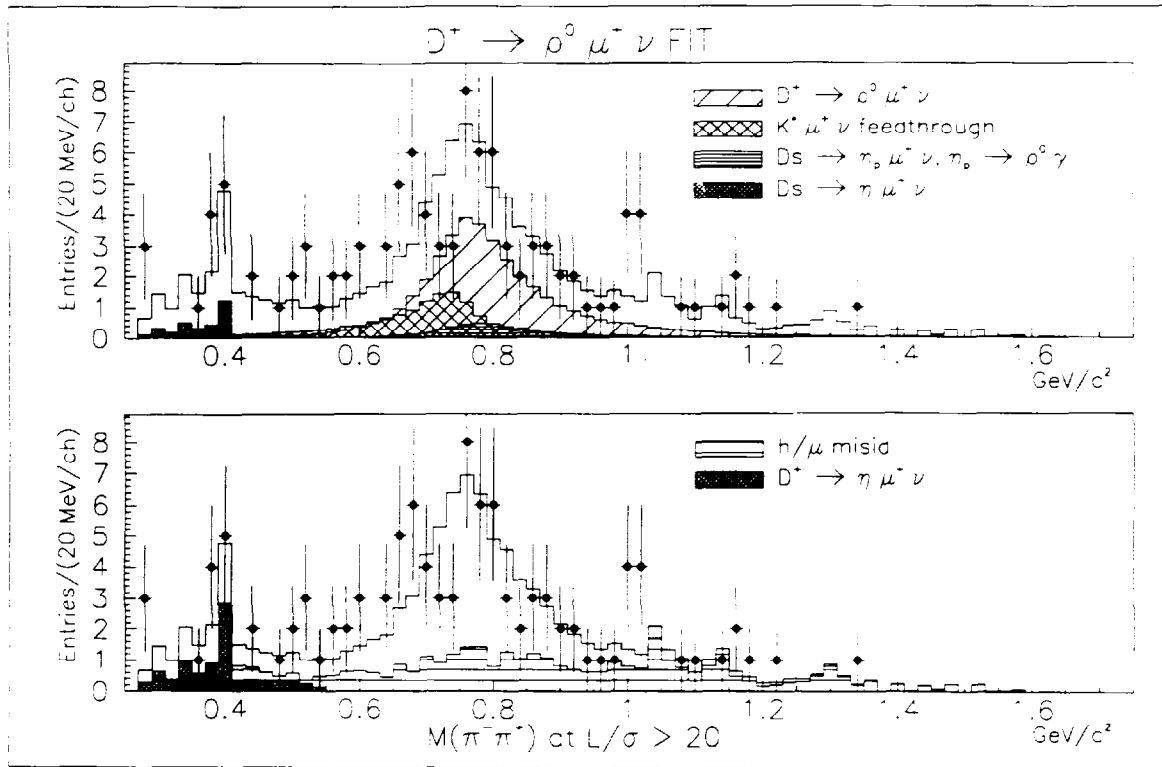 D⁺ → ρ⁰ μ⁺ ν FIT
Entries/(20 MeV/ch)
8
7
6
5
4
3
2
1
0
D⁺ → ρ⁰ μ⁺ ν
K* μ⁺ ν feedthrough
Ds → ηₚ μ⁺ ν, ηₚ → ρ⁰ γ
Ds → η μ⁺ ν
0.4 0.6 0.8 1. 1.2 1.4 1.6
GeV/c²
Entries/(20 MeV/ch)
8
7
6
5
4
3
2
1
0
h/μ misid
D⁺ → η μ⁺ ν
0.4 0.6 0.8 1 1.2 1.4 1.6
GeV/c²
M(π⁻π⁺) at L/σ > 20